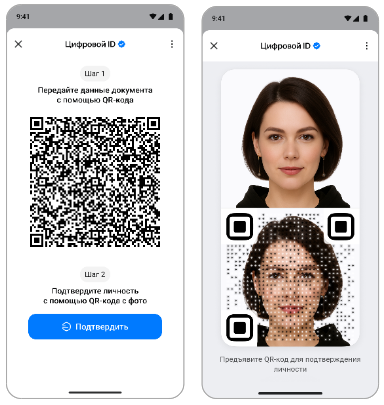 9:41
Цифровой ID
Шаг 1
Передайте данные документа
с помощью QR-кода
Шаг 2
Подтвердите личность
с помощью QR-коде с фото
Подтвердить
9:41
Цифровой ID
Предъявите QR-код для подтверждения
личности